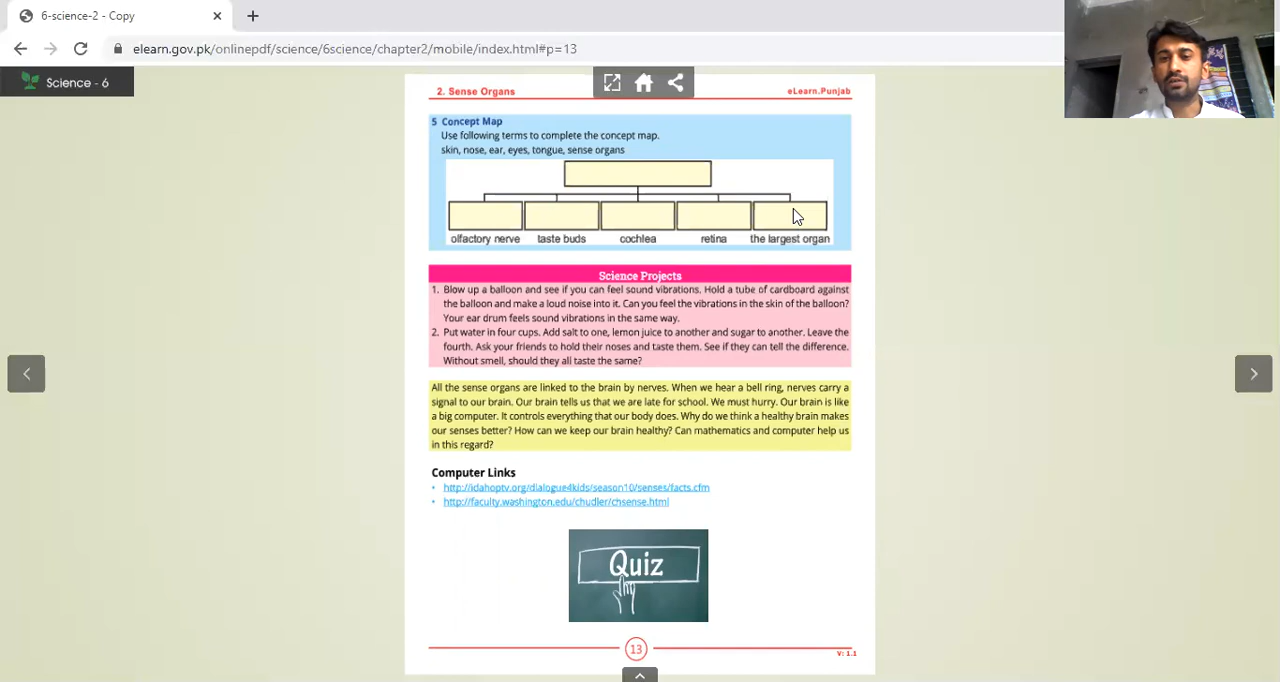 6-science-2 - Copy
elearn.gov.pk/onlinepdf/science/6science/chapter2/mobile/index.html#p=13
Science - 6
2. Sense Organs
eLearn.Punjab
5 Concept Map
Use following terms to complete the concept map.
skin, nose, ear, eyes, tongue, sense organs
olfactory nerve taste buds cochlea retina the largest organ
Science Projects
1. Blow up a balloon and see if you can feel sound vibrations. Hold a tube of cardboard against
the balloon and make a loud noise into it. Can you feel the vibrations in the skin of the balloon?
Your ear drum feels sound vibrations in the same way.
2. Put water in four cups. Add salt to one, lemon juice to another and sugar to another. Leave the
fourth. Ask your friends to hold their noses and taste them. See if they can tell the difference.
Without smell, should they all taste the same?
All the sense organs are linked to the brain by nerves. When we hear a bell ring, nerves carry a
signal to our brain. Our brain tells us that we are late for school. We must hurry. Our brain is like
a big computer. It controls everything that our body does. Why do we think a healthy brain makes
our senses better? How can we keep our brain healthy? Can mathematics and computer help us
in this regard?
Computer Links
• http://idahoptv.org/dialogue4kids/season10/senses/facts.cfm
• http://faculty.washington.edu/chudler/chsense.html
Quiz
13
V: 1.1